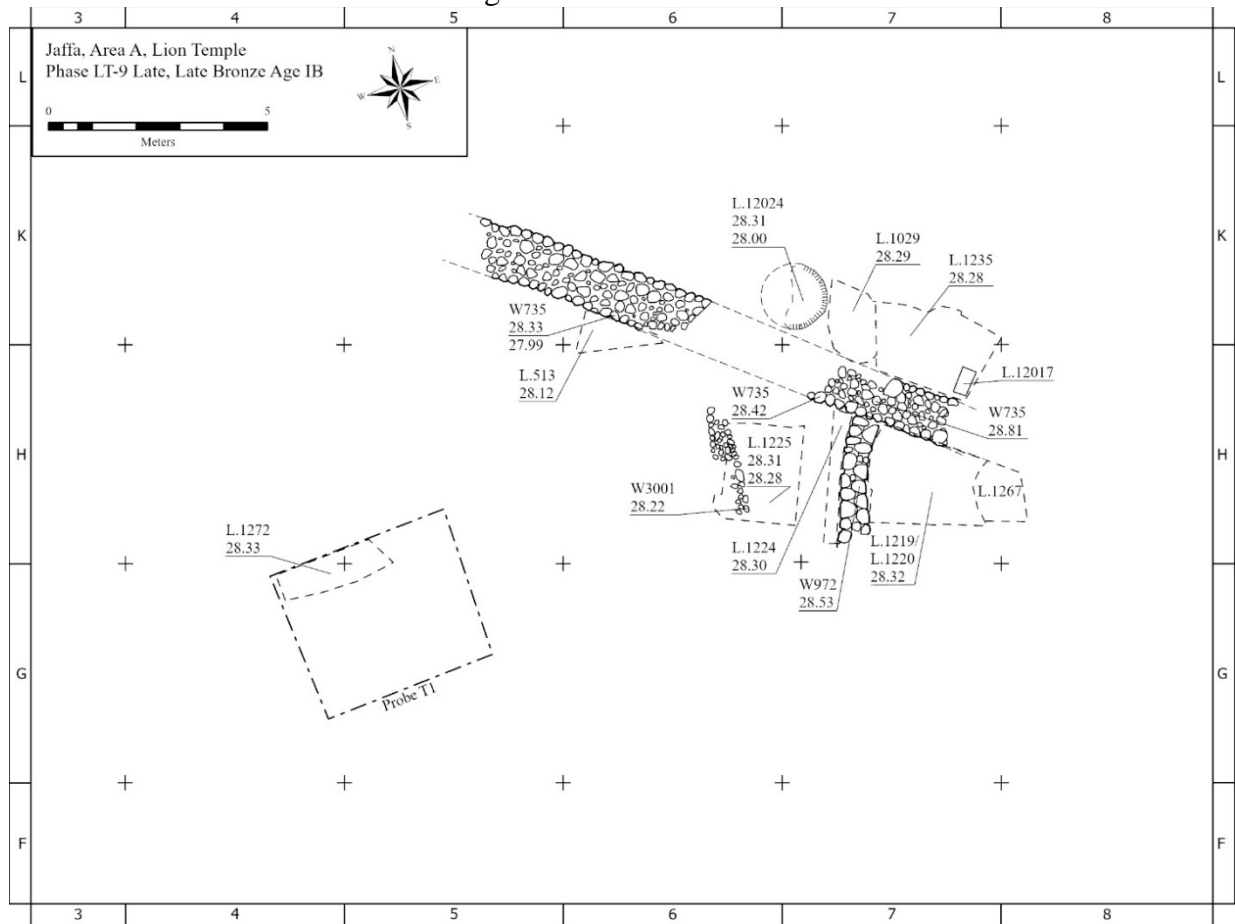 3 4 5 6 7 8
Jaffa, Area A, Lion Temple
Phase LT-9 Late, Late Bronze Age IB
N
W E
S
0 5
Meters
L L
K K
H H
G G
F F
L.12024
28.31
28.00
L.1029
28.29
L.1235
28.28
W735
28.33
27.99
L.513
28.12
L.12017
W735
28.42
W735
28.81
L.1225
28.31
28.28
W3001
28.22
L.1267
L.1272
28.33
L.1224
28.30
L.1219/
L.1220
28.32
W972
28.53
Probe T1
3 4 5 6 7 8